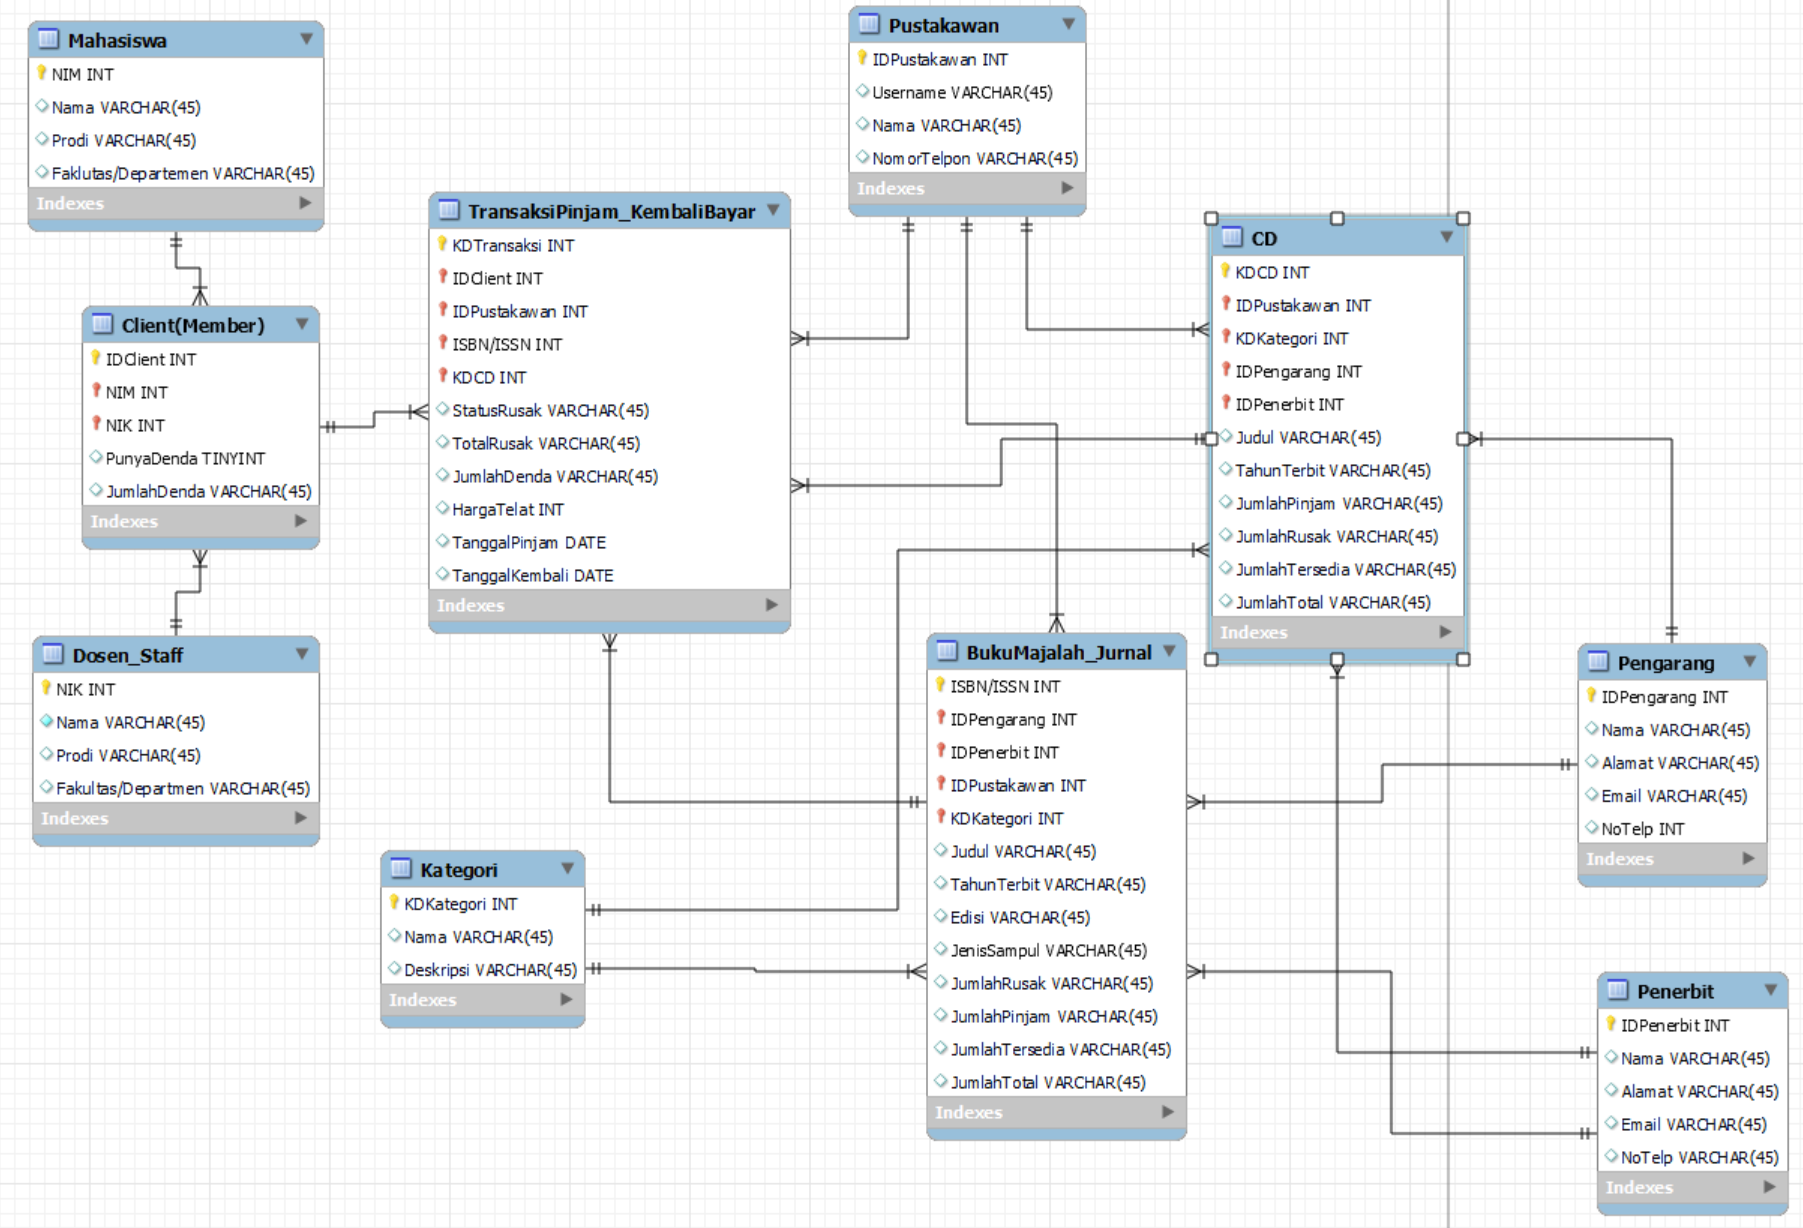 Mahasiswa
NIM INT
Nama VARCHAR(45)
Prodi VARCHAR(45)
Faklutas/Departemen VARCHAR(45)
Indexes
Client(Member)
IDClient INT
NIM INT
NIK INT
PunyaDenda TINYINT
JumlahDenda VARCHAR(45)
Indexes
Dosen_Staff
NIK INT
Nama VARCHAR(45)
Prodi VARCHAR(45)
Fakultas/Departmen VARCHAR(45)
Indexes
TransaksiPinjam_KembaliBayar
KDTransaksi INT
IDClient INT
IDPustakawan INT
ISBN/ISSN INT
KDCD INT
StatusRusak VARCHAR(45)
TotalRusak VARCHAR(45)
JumlahDenda VARCHAR(45)
HargaTelat INT
TanggalPinjam DATE
TanggalKembali DATE
Indexes
Kategori
KDKategori INT
Nama VARCHAR(45)
Deskripsi VARCHAR(45)
Indexes
Pustakawan
IDPustakawan INT
Username VARCHAR(45)
Nama VARCHAR(45)
NomorTelpon VARCHAR(45)
Indexes
BukuMajalah_Jurnal
ISBN/ISSN INT
IDPengarang INT
IDPenerbit INT
IDPustakawan INT
KDKategori INT
Judul VARCHAR(45)
TahunTerbit VARCHAR(45)
Edisi VARCHAR(45)
JenisSampul VARCHAR(45)
JumlahRusak VARCHAR(45)
JumlahPinjam VARCHAR(45)
JumlahTersedia VARCHAR(45)
JumlahTotal VARCHAR(45)
Indexes
CD
KDCD INT
IDPustakawan INT
KDKategori INT
IDPengarang INT
IDPenerbit INT
Judul VARCHAR(45)
TahunTerbit VARCHAR(45)
JumlahPinjam VARCHAR(45)
JumlahRusak VARCHAR(45)
JumlahTersedia VARCHAR(45)
JumlahTotal VARCHAR(45)
Indexes
Pengarang
IDPengarang INT
Nama VARCHAR(45)
Alamat VARCHAR(45)
Email VARCHAR(45)
NoTelp INT
Indexes
Penerbit
IDPenerbit INT
Nama VARCHAR(45)
Alamat VARCHAR(45)
Email VARCHAR(45)
NoTelp VARCHAR(45)
Indexes